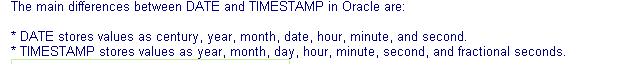 The main differences between DATE and TIMESTAMP in Oracle are:
* DATE stores values as century, year, month, date, hour, minute, and second.
* TIMESTAMP stores values as year, month, day, hour, minute, second, and fractional seconds.